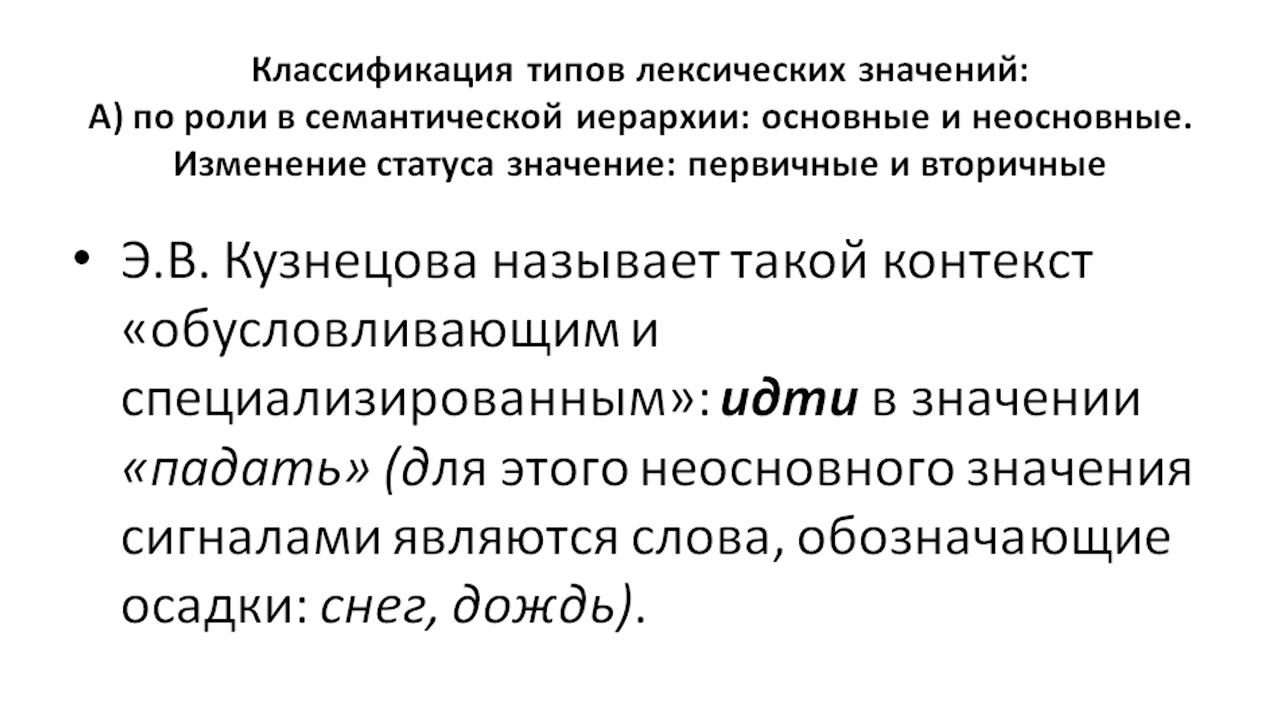 Классификация типов лексических значений:
А) по роли в семантической иерархии: основные и неосновные.
Изменение статуса значение: первичные и вторичные
• Э.В. Кузнецова называет такой контекст
«обусловливающим и
специализированным»: идти в значении
«падать» (для этого неосновного значения
сигналами являются слова, обозначающие
осадки: снег, дождь).